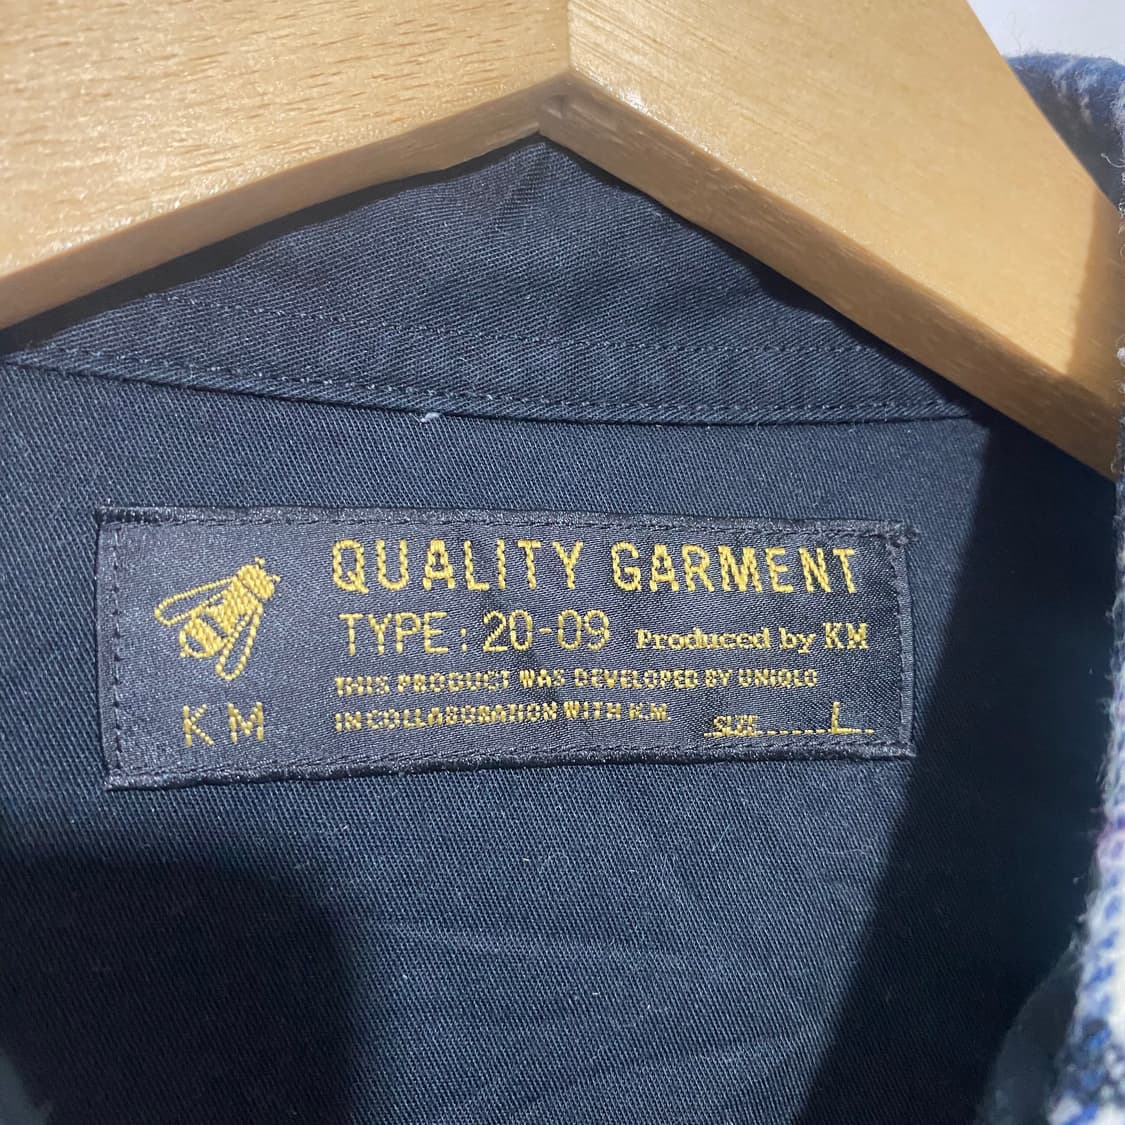 QUALITY GARMENT
TYPE: 20-09 Produced by KM
THIS PRODUCT WAS DEVELOPED BY UNIQLO
IN COLLABORATION WITH K.M. SIZE......L..
KM